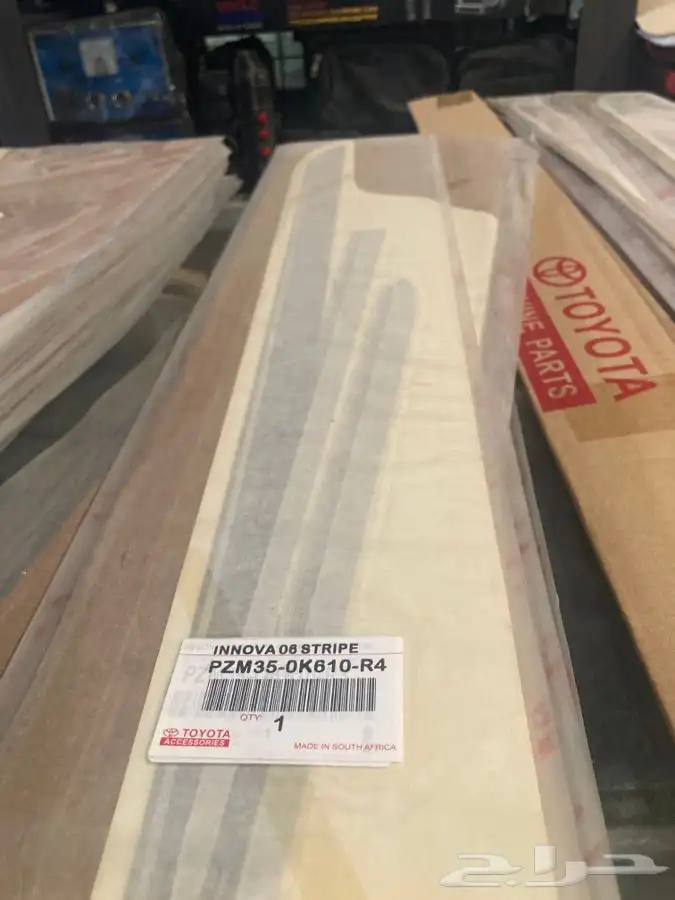 TOYOTA
GENUINE PARTS
INNOVA 06 STRIPE
PZM35-0K610-R4
QTY: 1
TOYOTA
ACCESSORIES
MADE IN SOUTH AFRICA
حراج